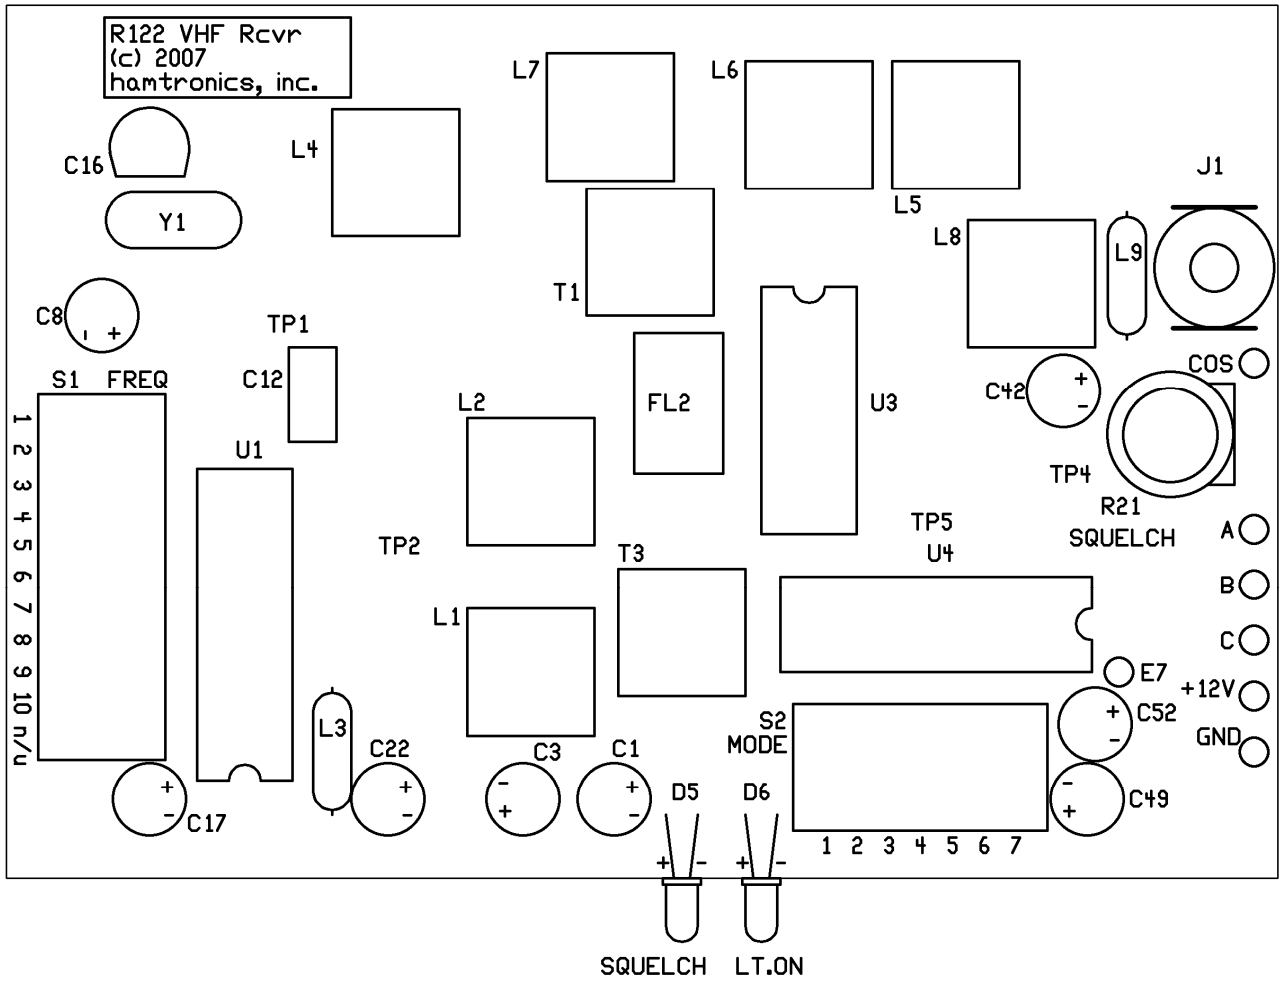 R122 VHF Rcvr
(c) 2007
hamtronics, inc.
L7
L6
L4
C16
J1
Y1
L5
L8
L9
T1
C8
- +
TP1
COS
S1 FREQ
C12
C42
+
-
L2
FL2
U3
1
2
3
4
5
6
7
8
9
10
n/u
U1
TP4
R21
SQUELCH
TP5
U4
A
TP2
T3
B
L1
C
E7
+12V
S2
MODE
+
-
C52
GND
L3
C22
C3
C1
D5
D6
+
-
C17
+
-
-
+
+
-
-
+
C49
1 2 3 4 5 6 7
+ -
+ -
SQUELCH
LT.ON